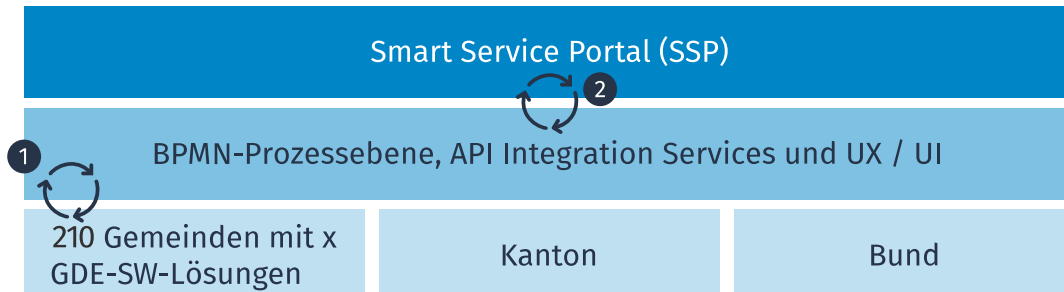 Smart Service Portal (SSP)
2
1
BPMN-Prozessebene, API Integration Services und UX / UI
210 Gemeinden mit x
GDE-SW-Lösungen
Kanton
Bund